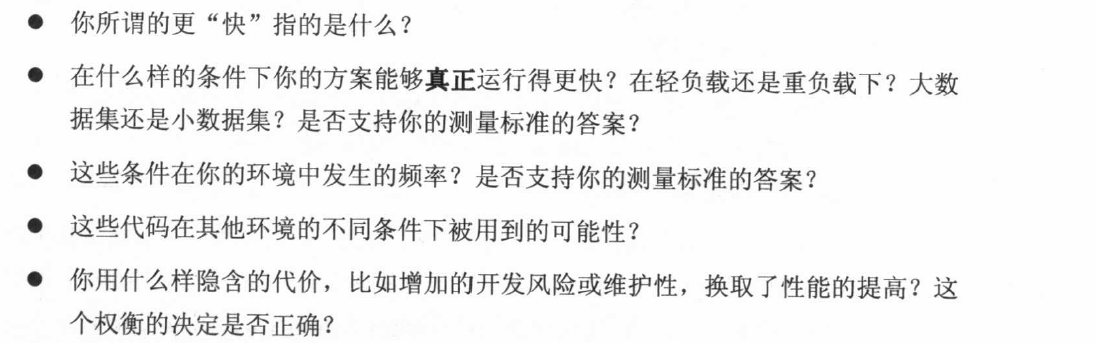 ● 你所谓的更“快”指的是什么？
● 在什么样的条件下你的方案能够真正运行得更快？在轻负载还是重负载下？大数
据集还是小数据集？是否支持你的测量标准的答案？
● 这些条件在你的环境中发生的频率？是否支持你的测量标准的答案？
● 这些代码在其他环境的不同条件下被用到的可能性？
● 你用什么样隐含的代价，比如增加的开发风险或维护性，换取了性能的提高？这
个权衡的决定是否正确？